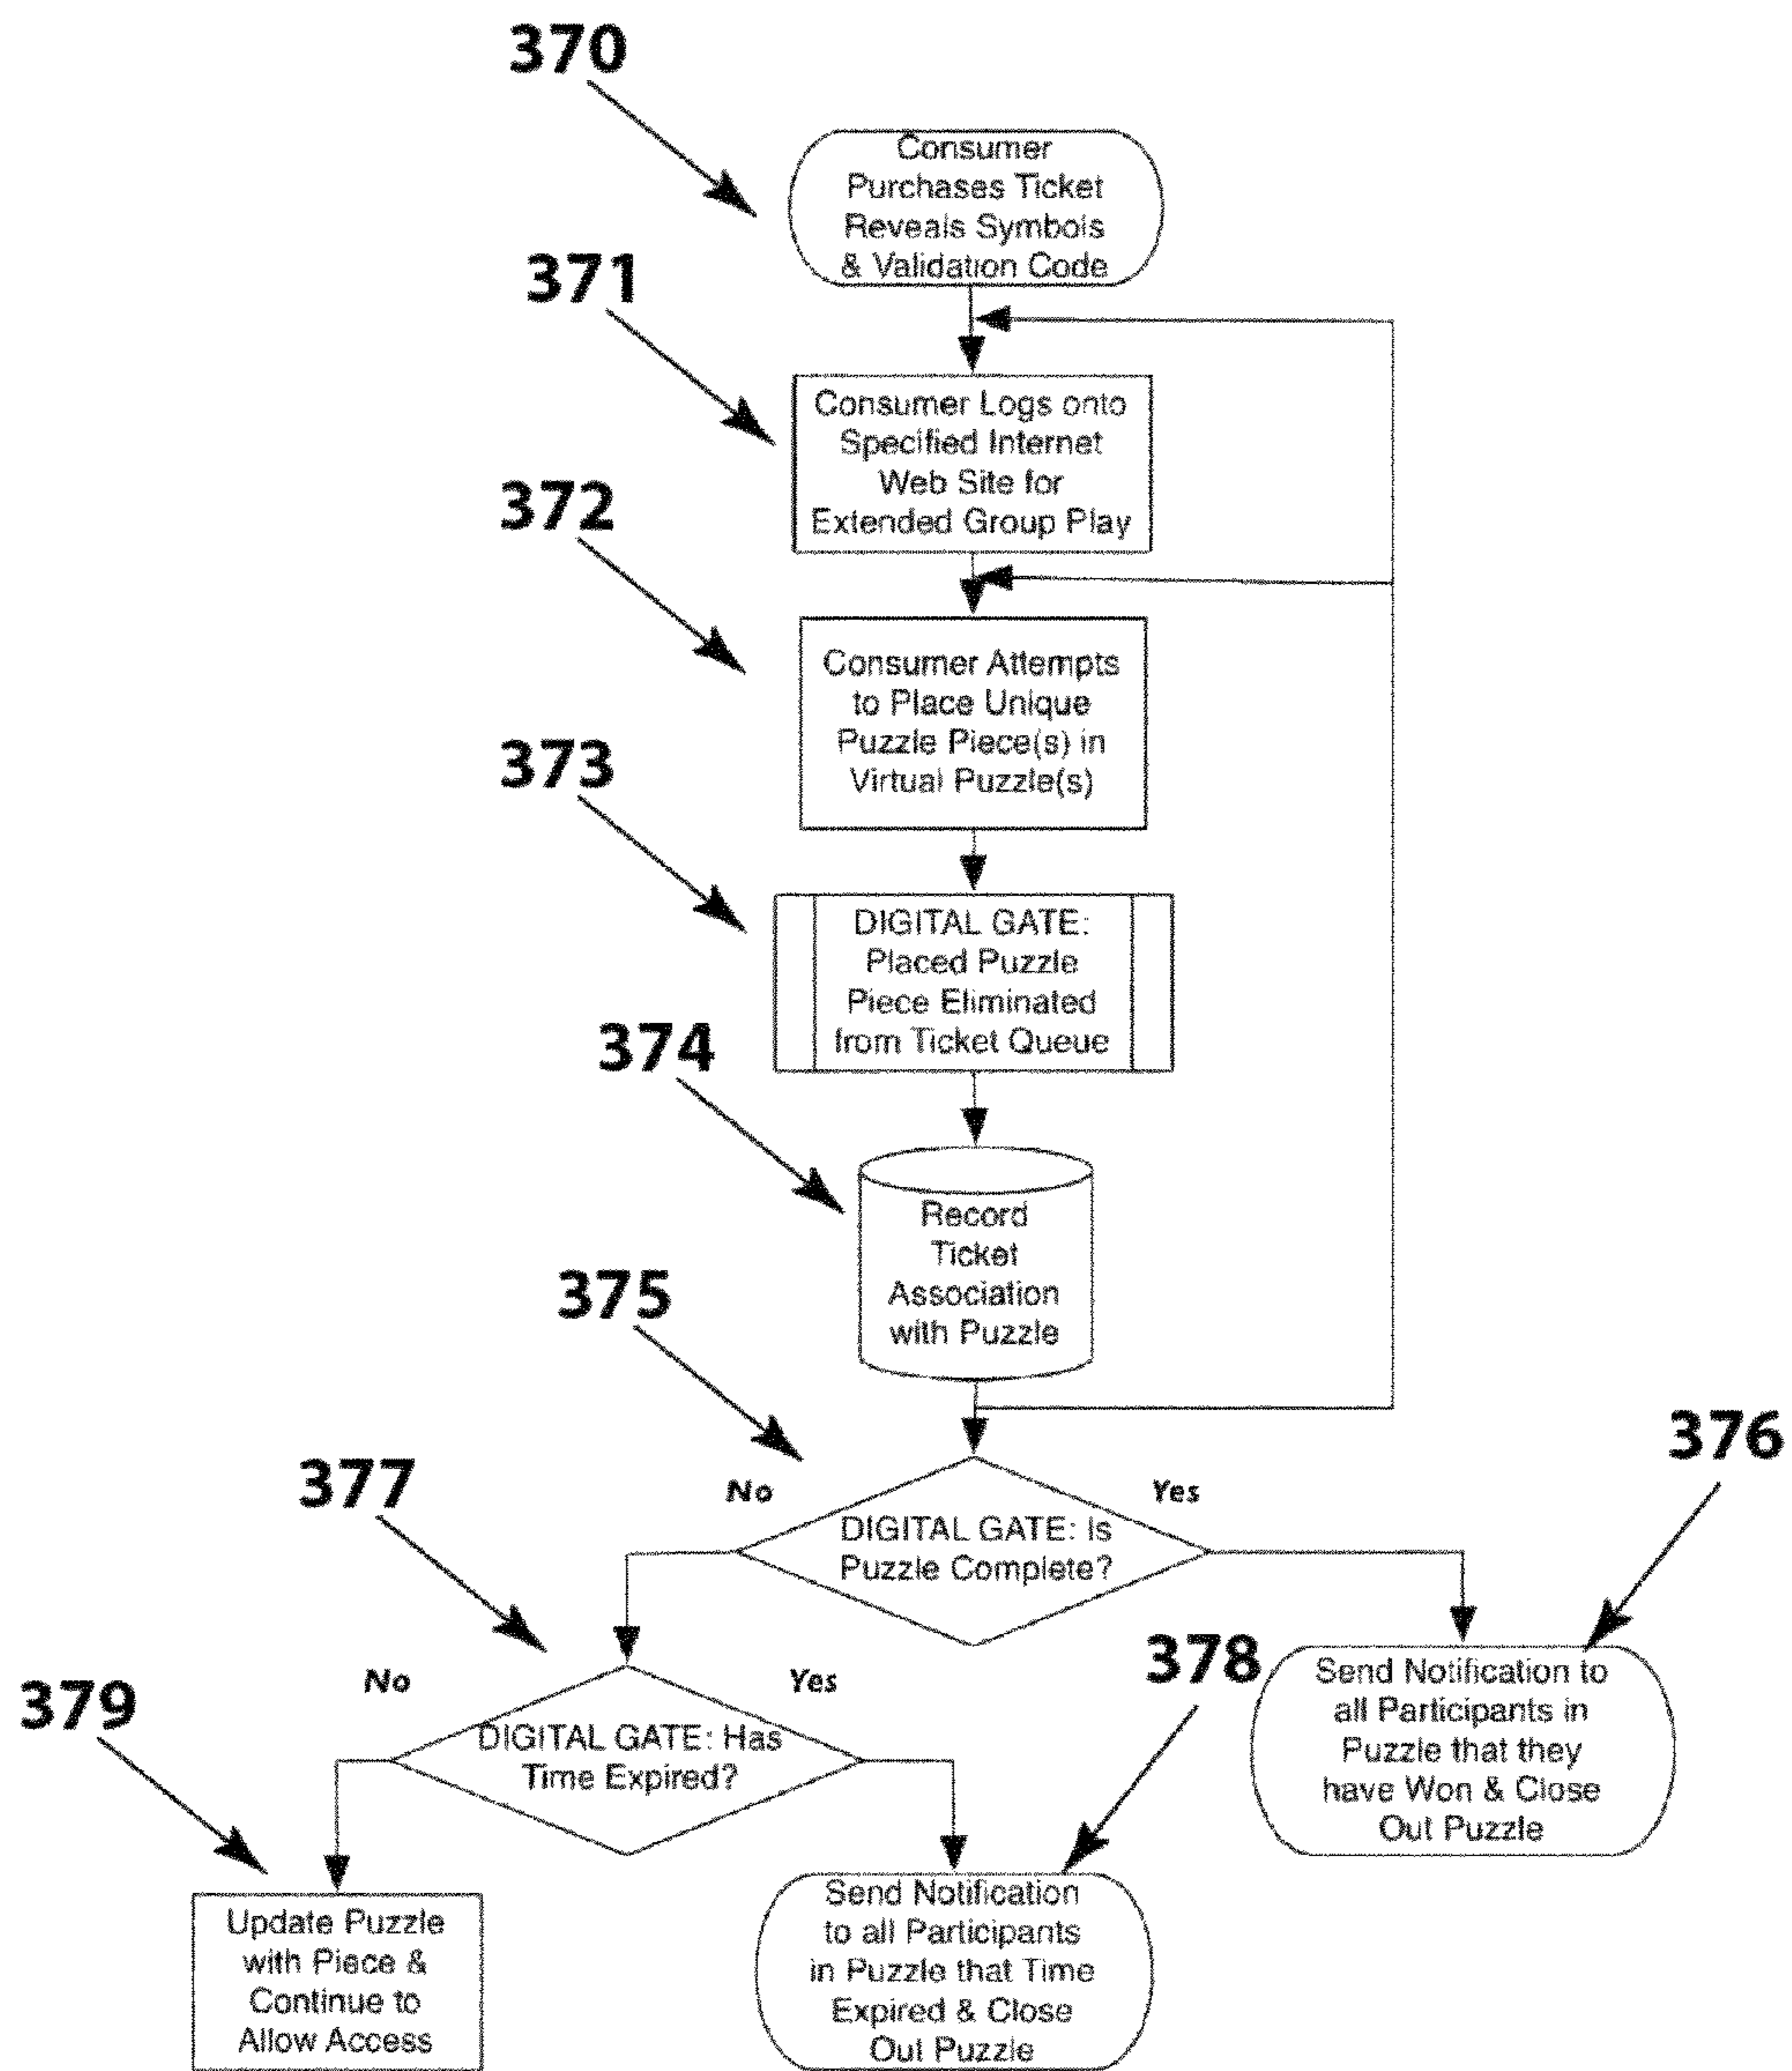 370
Consumer
Purchases Ticket
Reveals Symbols
& Validation Code
371
Consumer Logs onto
Specified Internet
Web Site for
Extended Group Play
372
Consumer Attempts
to Place Unique
Puzzle Piece(s) in
Virtual Puzzle(s)
373
DIGITAL GATE:
Placed Puzzle
Piece Eliminated
from Ticket Queue
374
Record
Ticket
Association
with Puzzle
375
No
Yes
DIGITAL GATE: Is
Puzzle Complete?
376
Send Notification to
all Participants in
Puzzle that they
have Won & Close
Out Puzzle
377
No
Yes
DIGITAL GATE: Has
Time Expired?
378
Send Notification
to all Participants
in Puzzle that Time
Expired & Close
Out Puzzle
379
Update Puzzle
with Piece &
Continue to
Allow Access